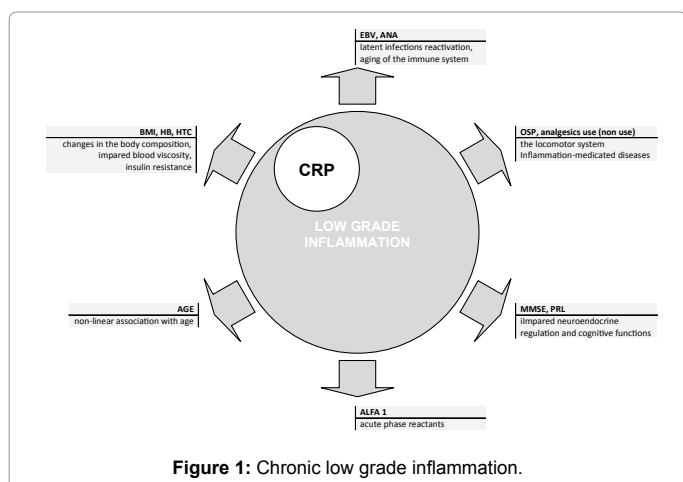 EBV, ANA
latent infections reactivation,
aging of the immune system
BMI, HB, HTC
changes in the body composition,
impared blood viscosity,
insulin resistance
OSP, analgesics use (non use)
the locomotor system
Inflammation-medicated diseases
CRP
LOW GRADE
INFLAMMATION
AGE
non-linear association with age
MMSE, PRL
iImpared neuroendocrine
regulation and cognitive functions
ALFA 1
acute phase reactants
Figure 1: Chronic low grade inflammation.